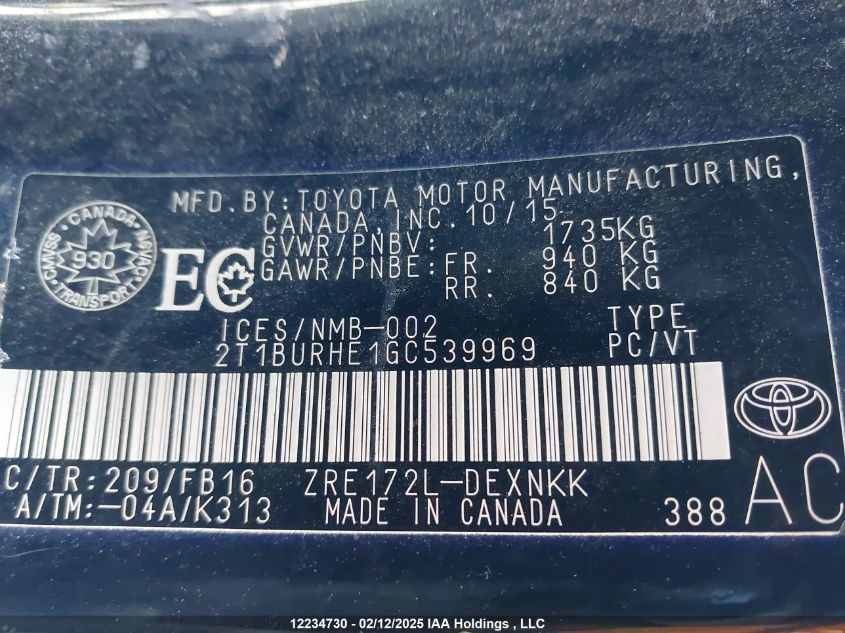 MFD.BY:TOYOTA MOTOR MANUFACTURING,
CANADA,INC.10/15
GVWR/PNBV: 1735KG
GAWR/PNBE:FR. 940 KG
RR. 840 KG
CANADA
930
TRANSPORT
CMVSS
NSVAC
EC
ICES/NMB-002 TYPE
2T1BURHE1GC539969 PC/VT
C/TR:209/FB16 ZRE172L-DEXNKK
A/TM:-04A/K313 MADE IN CANADA 388 AC
12234730 - 02/12/2025 IAA Holdings , LLC